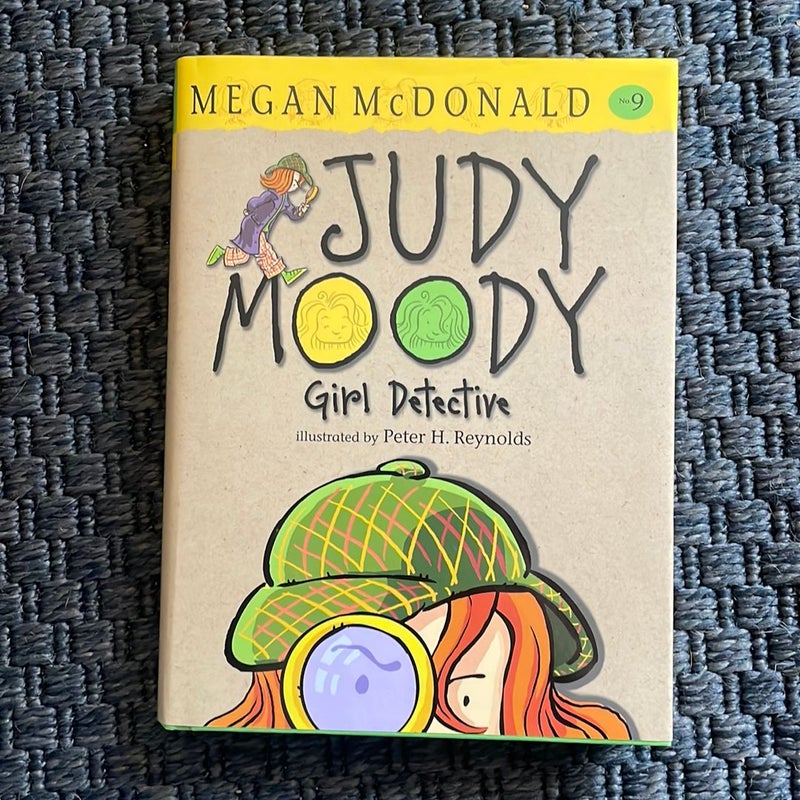 MEGAN McDONALD No. 9
JUDY
MOODY
Girl Detective
illustrated by Peter H. Reynolds